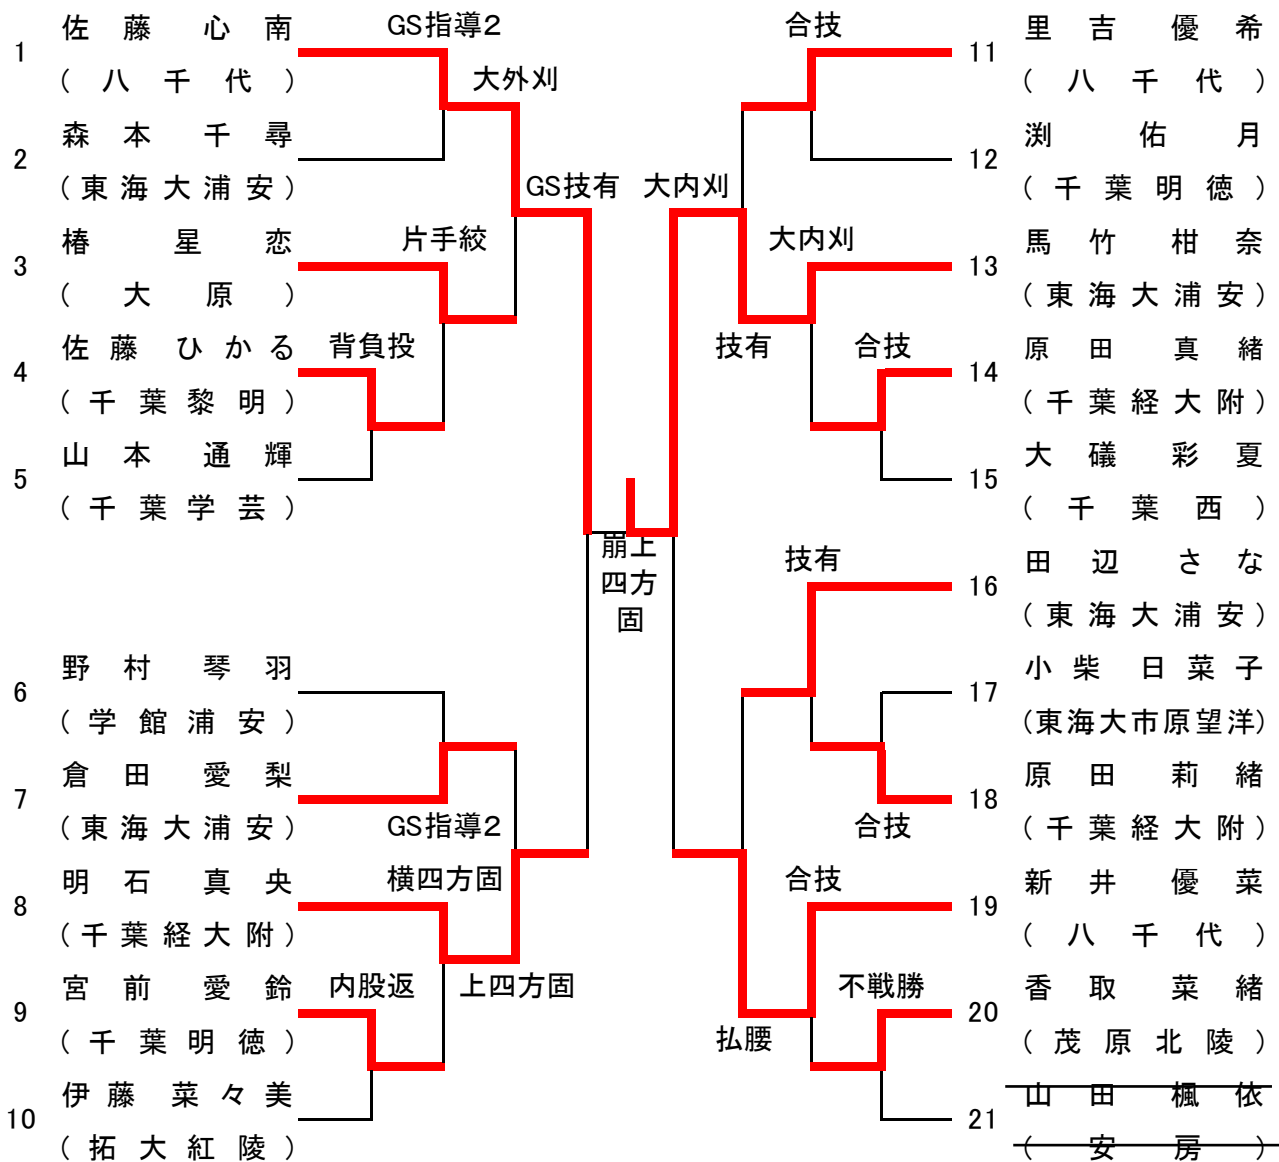 佐藤 心南
1
(八千代)
森本 千尋
2
(東海大浦安)
椿 星恋
3
(大原)
佐藤 ひかる
4
(千葉黎明)
山本 通輝
5
(千葉学芸)
野村 琴羽
6
(学館浦安)
倉田 愛梨
7
(東海大浦安)
明石 真央
8
(千葉経大附)
宮前 愛鈴
9
(千葉明徳)
伊藤 菜々美
10
(拓大紅陵)
GS指導2
大外刈
GS技有
片手絞
背負投
GS指導2
横四方固
内股返
上四方固
崩上
四方
固
合技
大内刈
大内刈
技有
合技
技有
合技
合技
不戦勝
払腰
里吉 優希
11
(八千代)
渕 佑月
12
(千葉明徳)
馬竹 柑奈
13
(東海大浦安)
原田 真緒
14
(千葉経大附)
大礒 彩夏
15
(千葉西)
田辺 さな
16
(東海大浦安)
小柴 日菜子
17
(東海大市原望洋)
原田 莉緒
18
(千葉経大附)
新井 優菜
19
(八千代)
香取 菜緒
20
(茂原北陵)
山田 楓依
21
(安房)